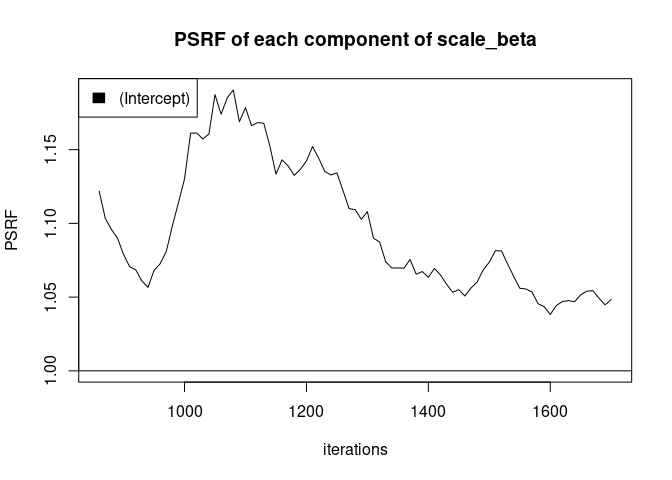 PSRF of each component of scale_beta
(Intercept)
PSRF
1.15
1.10
1.05
1.00
1000 1200 1400 1600
iterations